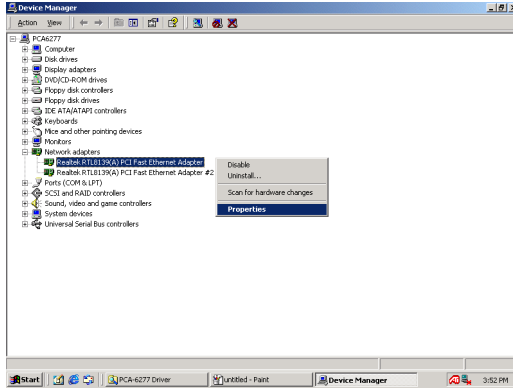 Device Manager
Action View
PCA6277
Computer
Disk drives
Display adapters
DVD/CD-ROM drives
Floppy disk controllers
Floppy disk drives
IDE ATA/ATAPI controllers
Keyboards
Mice and other pointing devices
Monitors
Network adapters
Realtek RTL8139(A) PCI Fast Ethernet Adapter
Realtek RTL8139(A) PCI Fast Ethernet Adapter #2
Ports (COM & LPT)
SCSI and RAID controllers
Sound, video and game controllers
System devices
Universal Serial Bus controllers
Disable
Uninstall...
Scan for hardware changes
Properties
Start
PCA-6277 Driver
untitled - Paint
Device Manager
3:52 PM